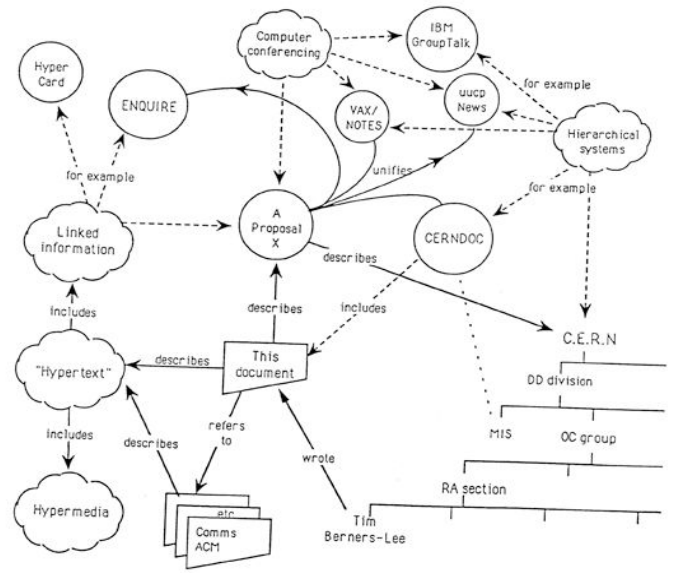 IBM
GroupTalk
Computer
conferencing
Hyper
Card
ENQUIRE
VAX/
NOTES
uucp
News
for example
Hierarchical
systems
for example
unifies
for example
Linked
information
A
Proposal
X
CERNDOC
describes
includes
describes
includes
C.E.R.N
This
document
describes
"Hypertext"
DD division
refers
to
describes
includes
MIS
OC group
wrote
RA section
Hypermedia
etc
Comms
ACM
Tim
Berners-Lee